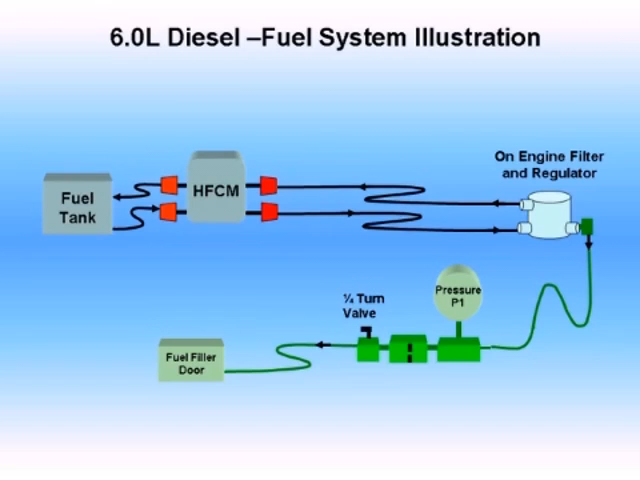 6.0L Diesel –Fuel System Illustration
On Engine Filter
and Regulator
Fuel
Tank
HFCM
Pressure
P1
¼ Turn
Valve
Fuel Filler
Door